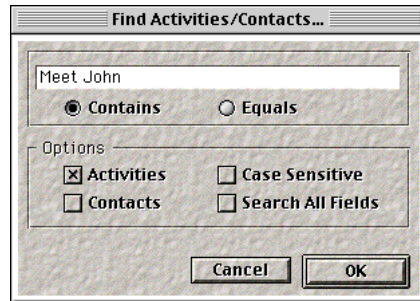 Find Activities/Contacts...
Meet John
Contains Equals
Options
Activities Case Sensitive
Contacts Search All Fields
Cancel OK